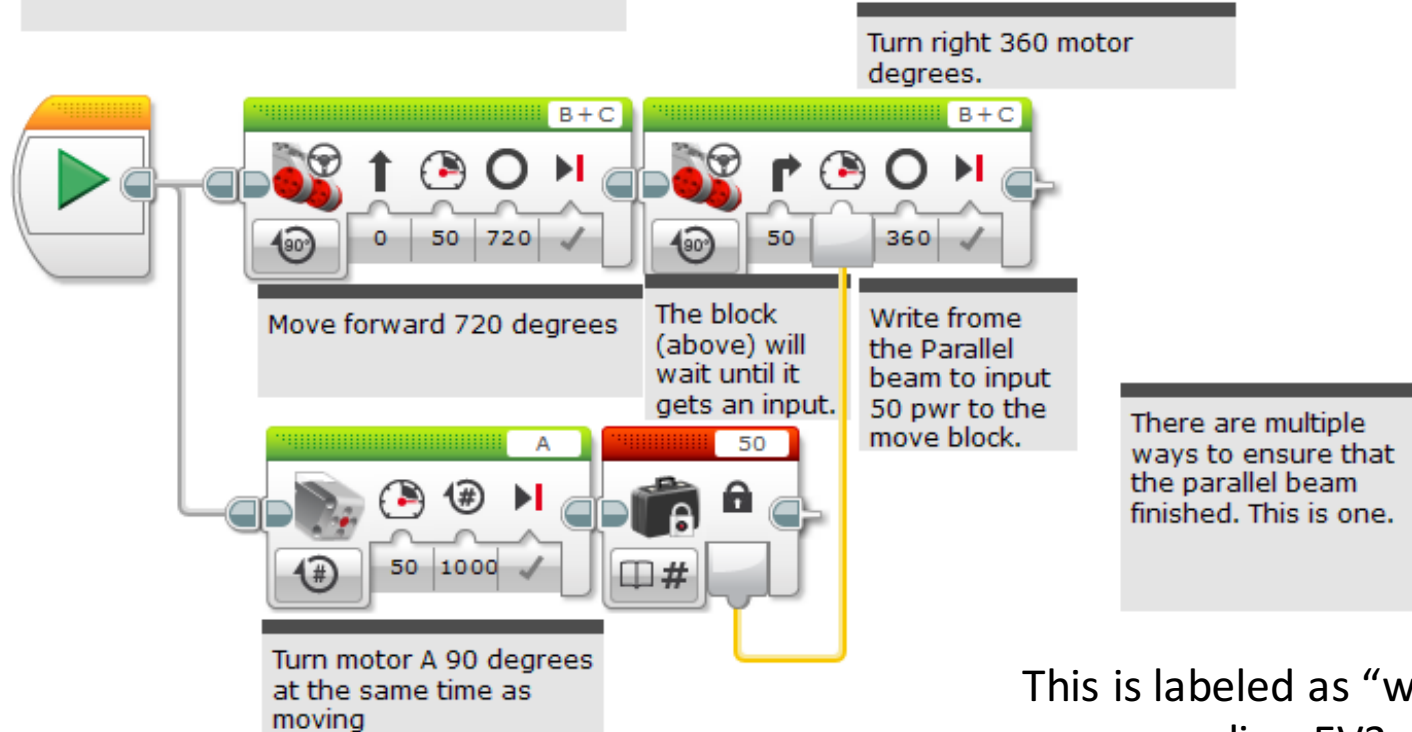 Turn right 360 motor
degrees.
B + C
B + C
90°
0
50
720
90°
50
360
Move forward 720 degrees
The block
(above) will
wait until it
gets an input.
Write frome
the Parallel
beam to input
50 pwr to the
move block.
There are multiple
ways to ensure that
the parallel beam
finished. This is one.
A
50
#
#
50
1000
#
Turn motor A 90 degrees
at the same time as
moving
This is labeled as “w
EV3